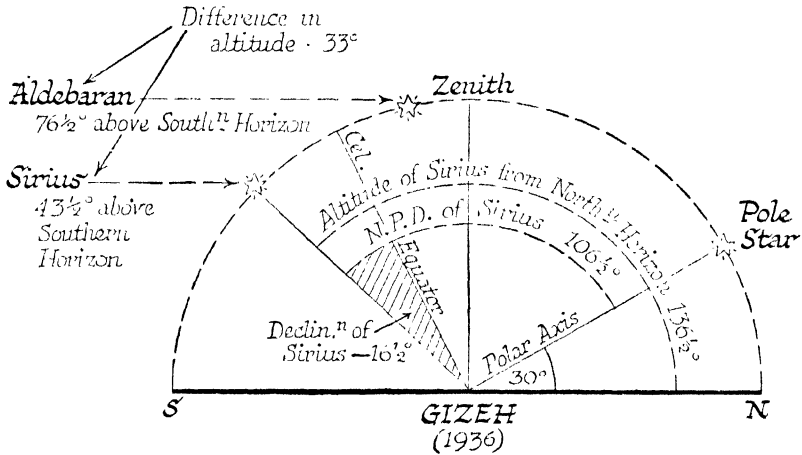 Difference in
altitude · 33°
Aldebaran
76½° above South.ⁿ Horizon
Sirius
43½° above
Southern
Horizon
Zenith
Cel.
Equator
Altitude of Sirius from North.ⁿ Horizon 136½°
N.P.D. of Sirius 106½°
Pole
Star
Declin.ⁿ of
Sirius —16½°
Polar Axis
30°
S
GIZEH
(1936)
N